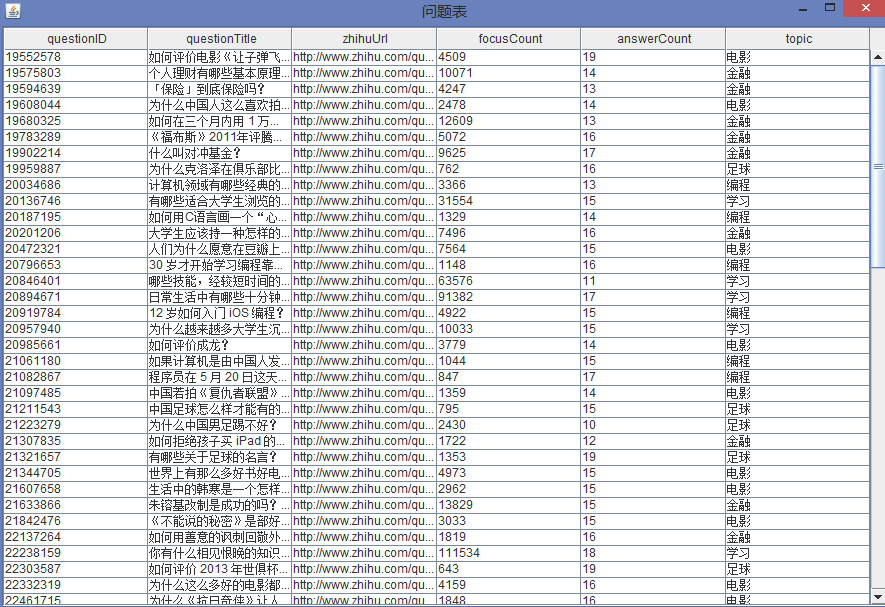 问题表
questionID questionTitle zhihuUrl focusCount answerCount topic
19552578 如何评价电影《让子弹飞... http://www.zhihu.com/qu... 4509 19 电影
19575803 个人理财有哪些基本原理... http://www.zhihu.com/qu... 10071 14 金融
19594639 「保险」到底保险吗? http://www.zhihu.com/qu... 4247 13 金融
19608044 为什么中国人这么喜欢拍... http://www.zhihu.com/qu... 2478 14 电影
19680325 如何在三个月内用 1 万... http://www.zhihu.com/qu... 12609 13 金融
19783289 《福布斯》2011年评腾... http://www.zhihu.com/qu... 5072 16 金融
19902214 什么叫对冲基金? http://www.zhihu.com/qu... 9625 17 金融
19959887 为什么克洛泽在俱乐部比... http://www.zhihu.com/qu... 762 16 足球
20034686 计算机领域有哪些经典的... http://www.zhihu.com/qu... 3366 13 编程
20136746 有哪些适合大学生浏览的... http://www.zhihu.com/qu... 31554 15 学习
20187195 如何用C语言画一个“心... http://www.zhihu.com/qu... 1329 14 编程
20201206 大学生应该持一种怎样的... http://www.zhihu.com/qu... 7496 16 金融
20472321 人们为什么愿意在豆瓣上... http://www.zhihu.com/qu... 7564 15 电影
20796653 30 岁才开始学习编程靠... http://www.zhihu.com/qu... 1148 16 编程
20846401 哪些技能，经较短时间的... http://www.zhihu.com/qu... 63576 11 学习
20894671 日常生活中有哪些十分钟... http://www.zhihu.com/qu... 91382 17 学习
20919784 12 岁如何入门 iOS 编程? http://www.zhihu.com/qu... 4922 15 编程
20957940 为什么越来越多大学生沉... http://www.zhihu.com/qu... 10033 15 学习
20985661 如何评价成龙? http://www.zhihu.com/qu... 3779 14 电影
21061180 如果计算机是由中国人发... http://www.zhihu.com/qu... 1044 15 编程
21082867 程序员在 5 月 20 日这天... http://www.zhihu.com/qu... 847 17 编程
21097485 中国若拍《复仇者联盟》... http://www.zhihu.com/qu... 1359 14 电影
21211543 中国足球怎么样才能有的... http://www.zhihu.com/qu... 795 15 足球
21223279 为什么中国男足踢不好? http://www.zhihu.com/qu... 2430 10 足球
21307835 如何拒绝孩子买 iPad 的... http://www.zhihu.com/qu... 1722 12 金融
21321657 有哪些关于足球的名言? http://www.zhihu.com/qu... 1353 19 足球
21344705 世界上有那么多好书好电... http://www.zhihu.com/qu... 4973 15 电影
21607658 生活中的韩寒是一个怎样... http://www.zhihu.com/qu... 2962 15 电影
21633866 朱镕基改制是成功的吗? http://www.zhihu.com/qu... 13829 15 金融
21842476 《不能说的秘密》是部好... http://www.zhihu.com/qu... 3033 15 电影
22137264 如何用善意的讽刺回敬外... http://www.zhihu.com/qu... 1819 16 金融
22238159 你有什么相见恨晚的知识... http://www.zhihu.com/qu... 111534 18 学习
22303587 如何评价 2013 年世俱杯... http://www.zhihu.com/qu... 643 19 足球
22332319 为什么这么多好的电影都... http://www.zhihu.com/qu... 4159 16 电影
22461715 为什么《抗日奇侠》让人... http://www.zhihu.com/qu... 1848 16 电影